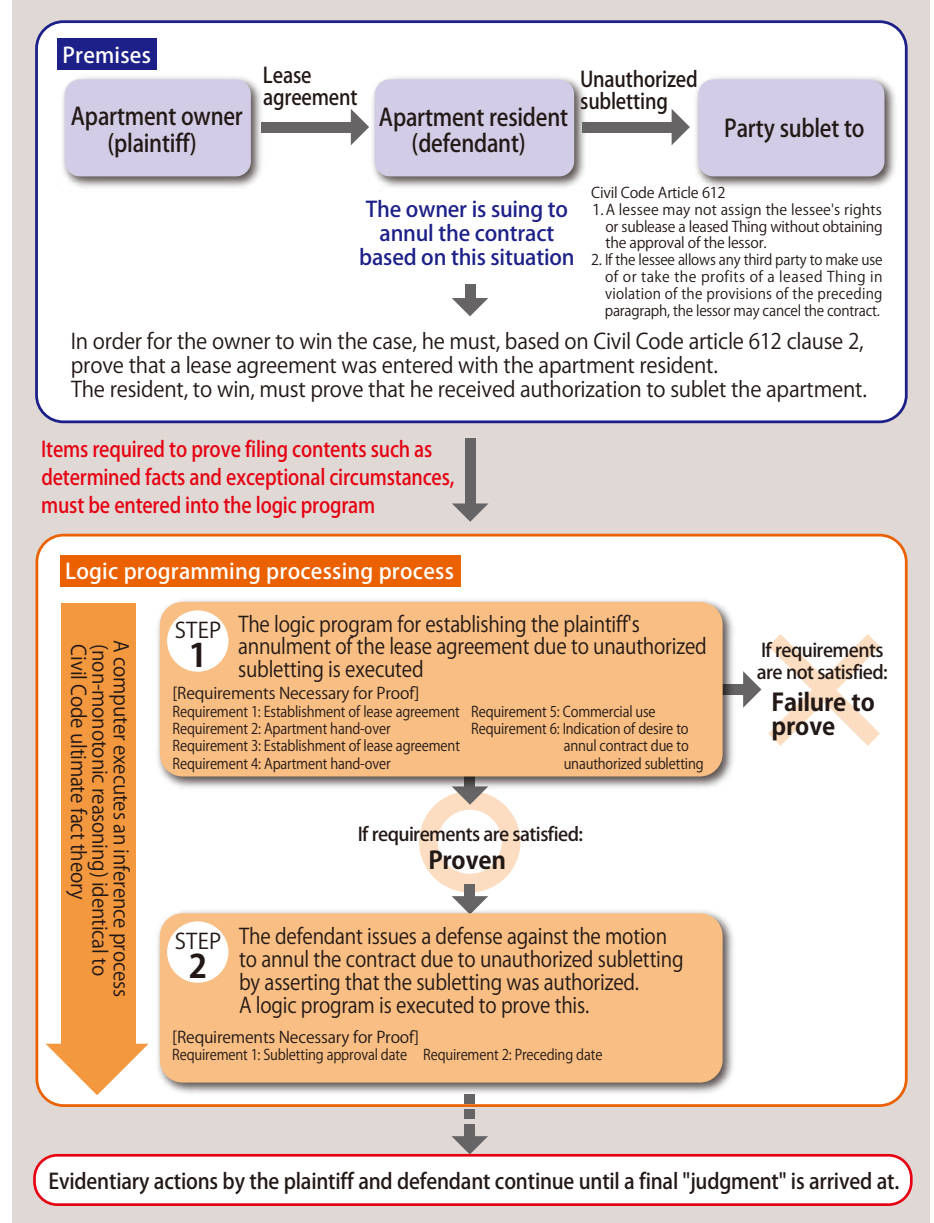 Premises
Apartment owner
(plaintiff)
Lease
agreement
Apartment resident
(defendant)
Unauthorized
subletting
Party sublet to
The owner is suing to
annul the contract
based on this situation
Civil Code Article 612
1. A lessee may not assign the lessee's rights
or sublease a leased Thing without obtaining
the approval of the lessor.
2. If the lessee allows any third party to make use
of or take the profits of a leased Thing in
violation of the provisions of the preceding
paragraph, the lessor may cancel the contract.
In order for the owner to win the case, he must, based on Civil Code article 612 clause 2,
prove that a lease agreement was entered with the apartment resident.
The resident, to win, must prove that he received authorization to sublet the apartment.
Items required to prove filing contents such as
determined facts and exceptional circumstances,
must be entered into the logic program
Logic programming processing process
A computer executes an inference process
(non-monotonic reasoning) identical to
Civil Code ultimate fact theory
STEP
1
The logic program for establishing the plaintiff's
annulment of the lease agreement due to unauthorized
subletting is executed
[Requirements Necessary for Proof]
Requirement 1: Establishment of lease agreement
Requirement 2: Apartment hand-over
Requirement 3: Establishment of lease agreement
Requirement 4: Apartment hand-over
Requirement 5: Commercial use
Requirement 6: Indication of desire to
annul contract due to
unauthorized subletting
If requirements
are not satisfied:
Failure to
prove
If requirements are satisfied:
Proven
STEP
2
The defendant issues a defense against the motion
to annul the contract due to unauthorized subletting
by asserting that the subletting was authorized.
A logic program is executed to prove this.
[Requirements Necessary for Proof]
Requirement 1: Subletting approval date Requirement 2: Preceding date
Evidentiary actions by the plaintiff and defendant continue until a final "judgment" is arrived at.